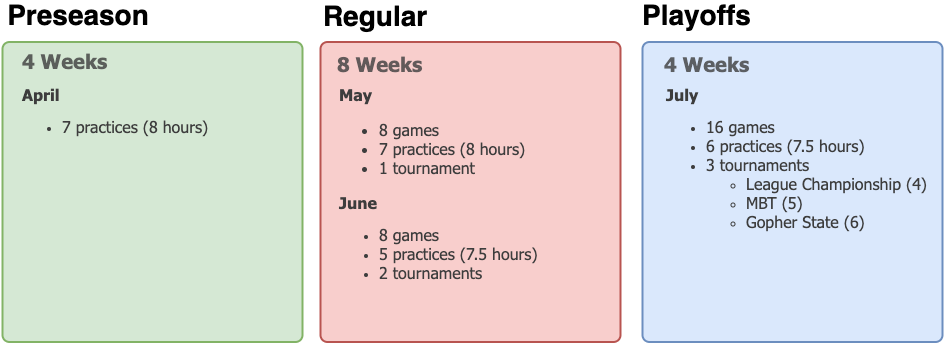 Preseason
4 Weeks
April
• 7 practices (8 hours)
Regular
8 Weeks
May
• 8 games
• 7 practices (8 hours)
• 1 tournament
June
• 8 games
• 5 practices (7.5 hours)
• 2 tournaments
Playoffs
4 Weeks
July
• 16 games
• 6 practices (7.5 hours)
• 3 tournaments
◦ League Championship (4)
◦ MBT (5)
◦ Gopher State (6)